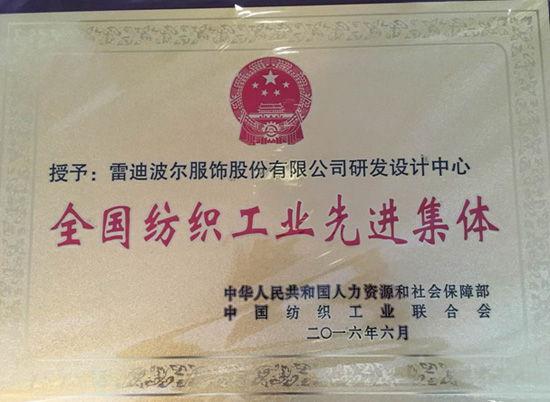 授予：雷迪波尔服饰股份有限公司研发设计中心
全国纺织工业先进集体
中华人民共和国人力资源和社会保障部
中国纺织工业联合会
二〇一六年六月